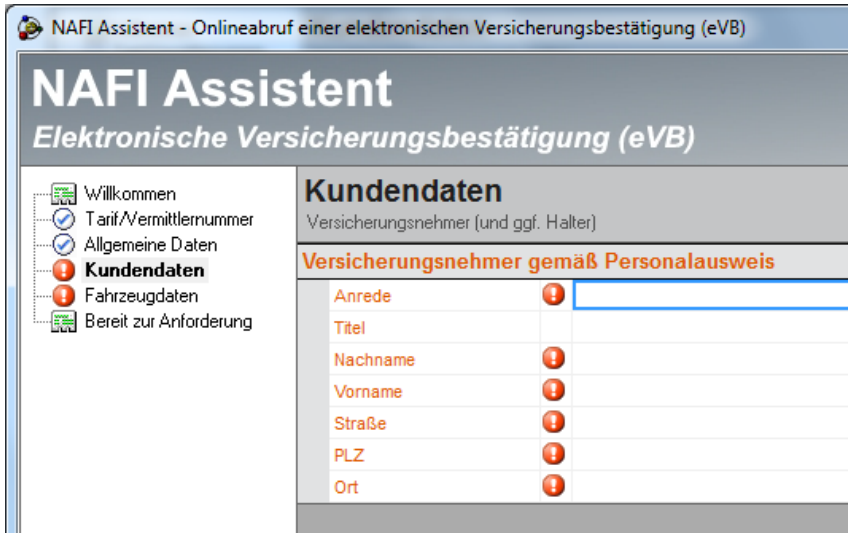 NAFI Assistent - Onlineabruf einer elektronischen Versicherungsbestätigung (eVB)
NAFI Assistent
Elektronische Versicherungsbestätigung (eVB)
Willkommen
Tarif/Vermittlernummer
Allgemeine Daten
Kundendaten
Fahrzeugdaten
Bereit zur Anforderung
Kundendaten
Versicherungsnehmer (und ggf. Halter)
Versicherungsnehmer gemäß Personalausweis
Anrede
Titel
Nachname
Vorname
Straße
PLZ
Ort